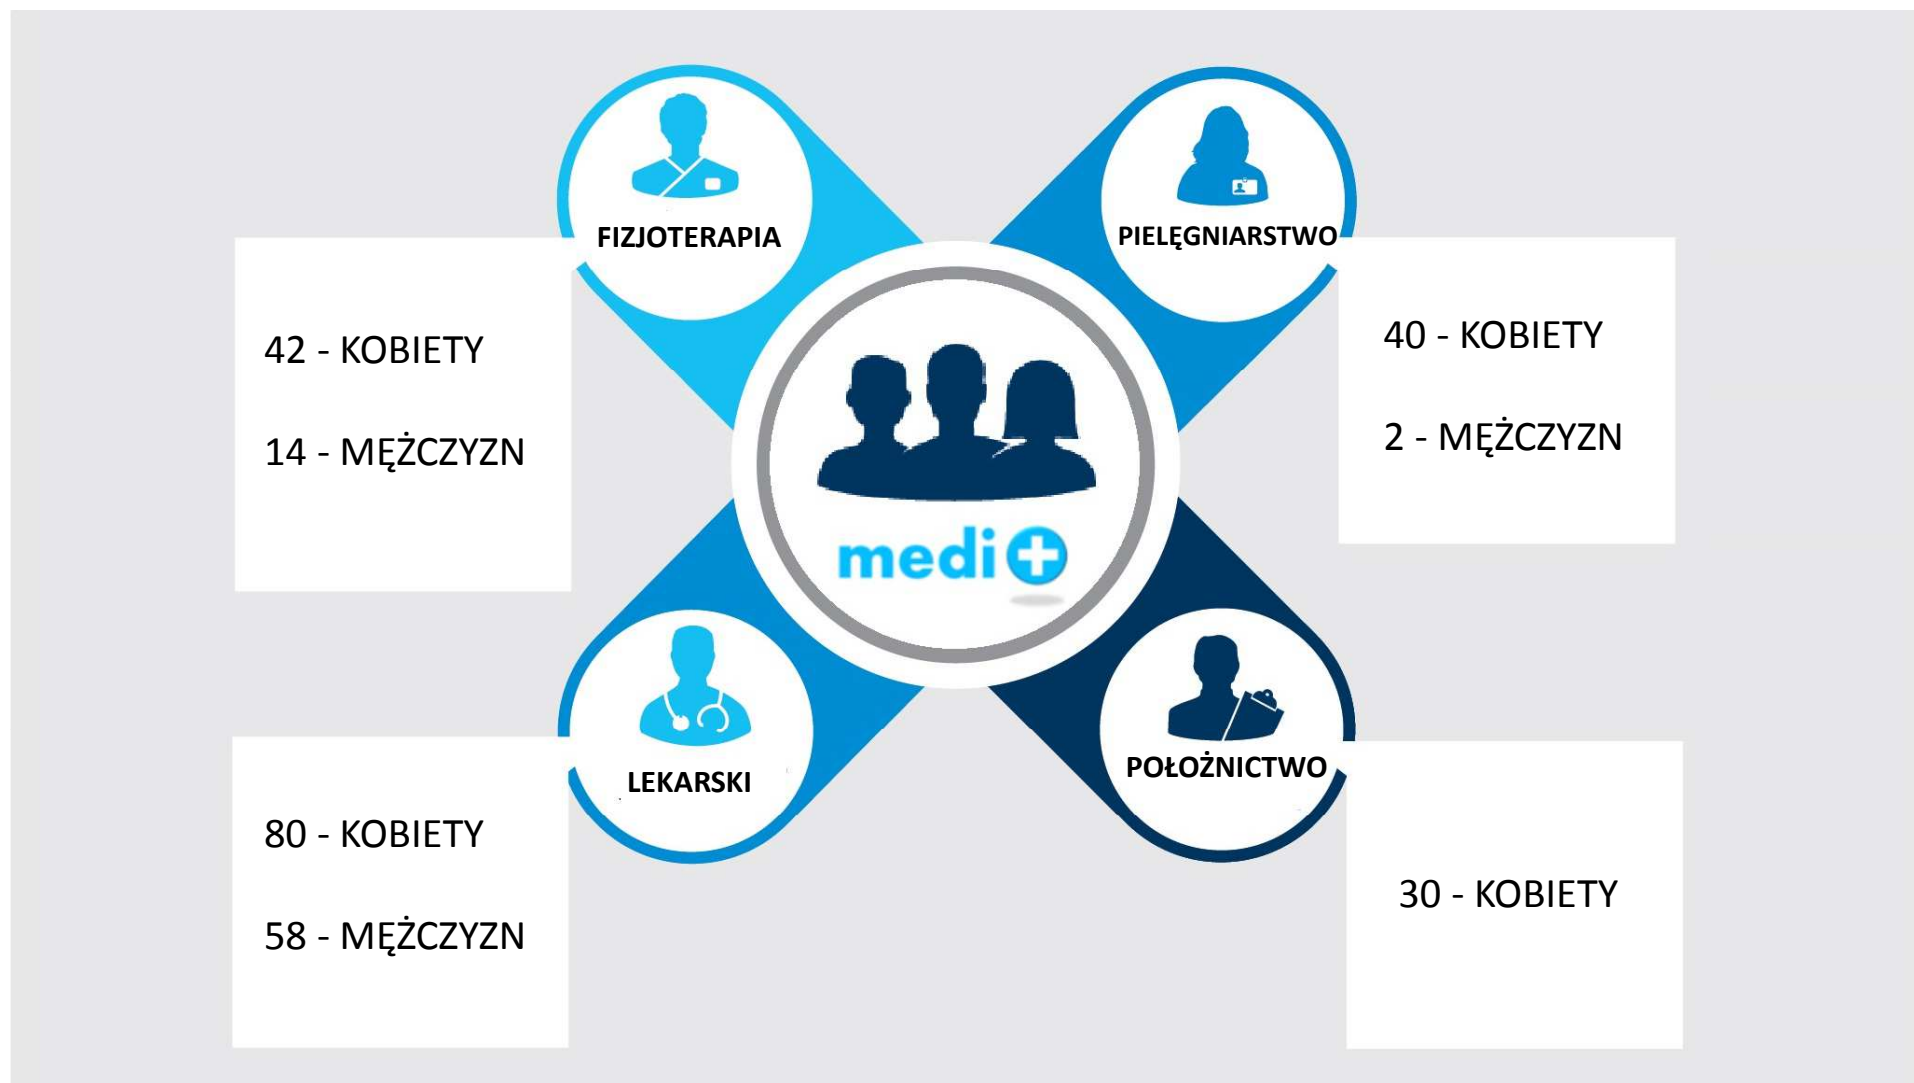 FIZJOTERAPIA
42 - KOBIETY
14 - MĘŻCZYZN
PIELĘGNIARSTWO
40 - KOBIETY
2 - MĘŻCZYZN
medi
LEKARSKI
80 - KOBIETY
58 - MĘŻCZYZN
POŁOŻNICTWO
30 - KOBIETY